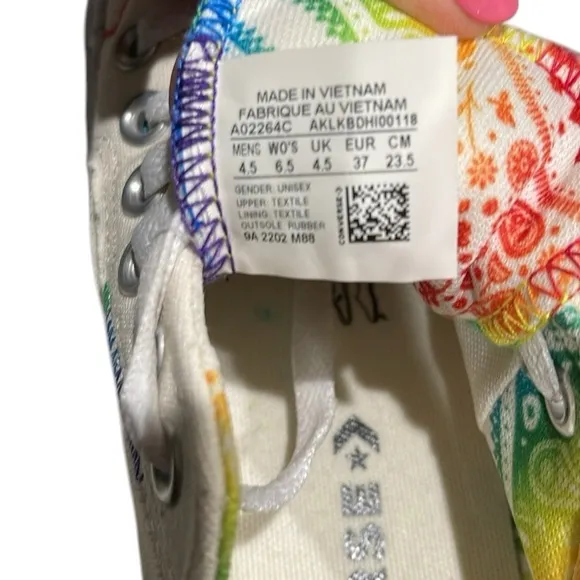 MADE IN VIETNAM
FABRIQUE AU VIETNAM
A02264C AKLKBDHI00118
MENS WO'S UK EUR CM
4.5 6.5 4.5 37 23.5
GENDER: UNISEX
UPPER: TEXTILE
LINING: TEXTILE
OUTSOLE: RUBBER
9A 2202 M88
CONVERSE